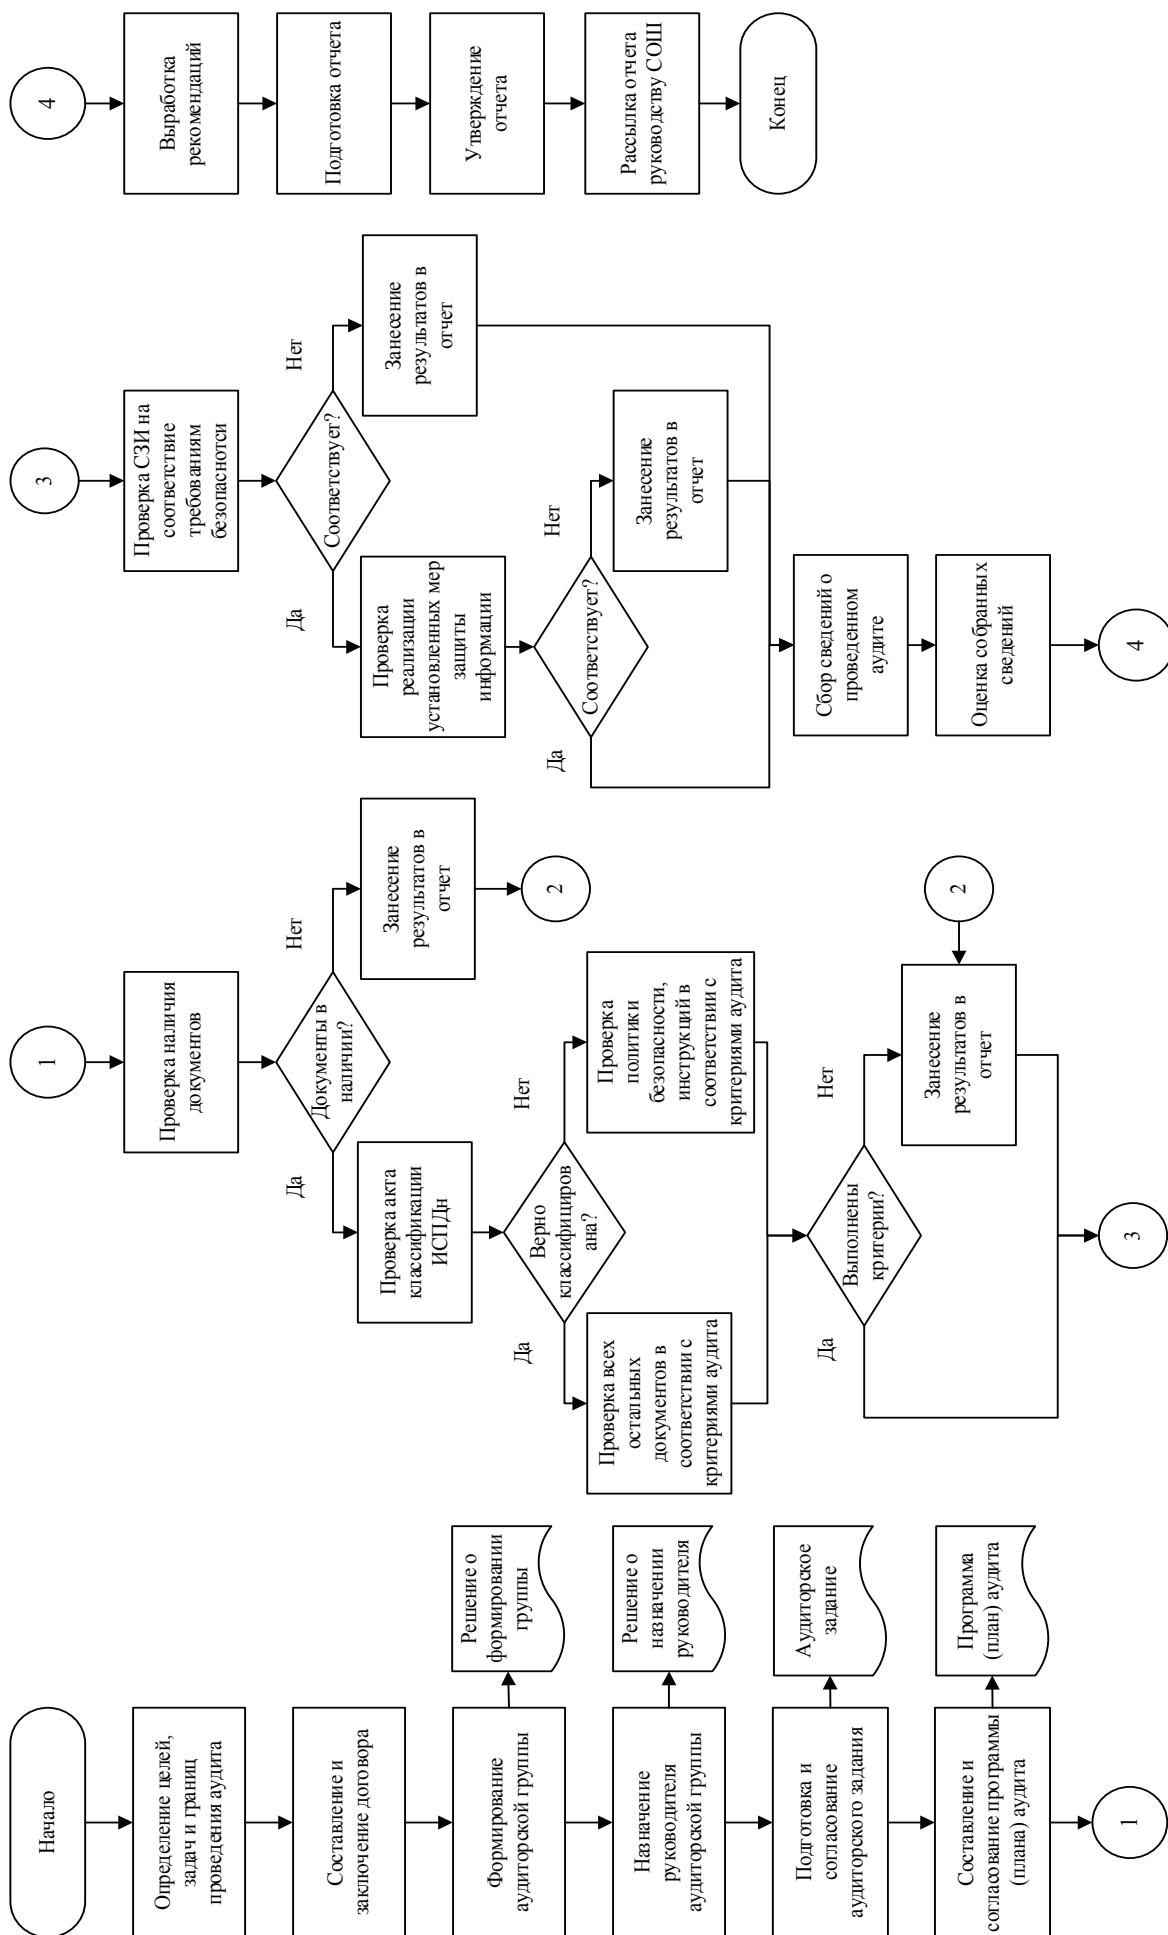 Начало
Определение целей,
задач и границ
проведения аудита
Составление и
заключение договора
Формирование
аудиторской группы
Решение о
формировании
группы
Назначение
руководителя
аудиторской группы
Решение о
назначении
руководителя
Подготовка и
согласование
аудиторского задания
Аудиторское
задание
Составление и
согласование программы
(плана) аудита
Программа
(план) аудита
1
1
Проверка наличия
документов
Документы в
наличии?
Да
Нет
Проверка акта
классификации
ИСПДн
Занесение
результатов в
отчет
2
Верно
классифициров
ана?
Да
Нет
Проверка всех
остальных
документов в
соответствии с
критериями аудита
Проверка
политики
безопасности,
инструкций в
соответствии с
критериями аудита
Выполнены
критерии?
Да
Нет
2
Занесение
результатов в
отчет
3
3
Проверка СЗИ на
соответствие
требованиям
безопаснотси
Соответствует?
Да
Нет
Проверка
реализации
установленных мер
защиты
информации
Занесение
результатов в
отчет
Соответствует?
Да
Нет
Занесение
результатов в
отчет
Сбор сведений о
проведенном
аудите
Оценка собранных
сведений
4
4
Выработка
рекомендаций
Подготовка отчета
Утверждение
отчета
Рассылка отчета
руководству СОШ
Конец